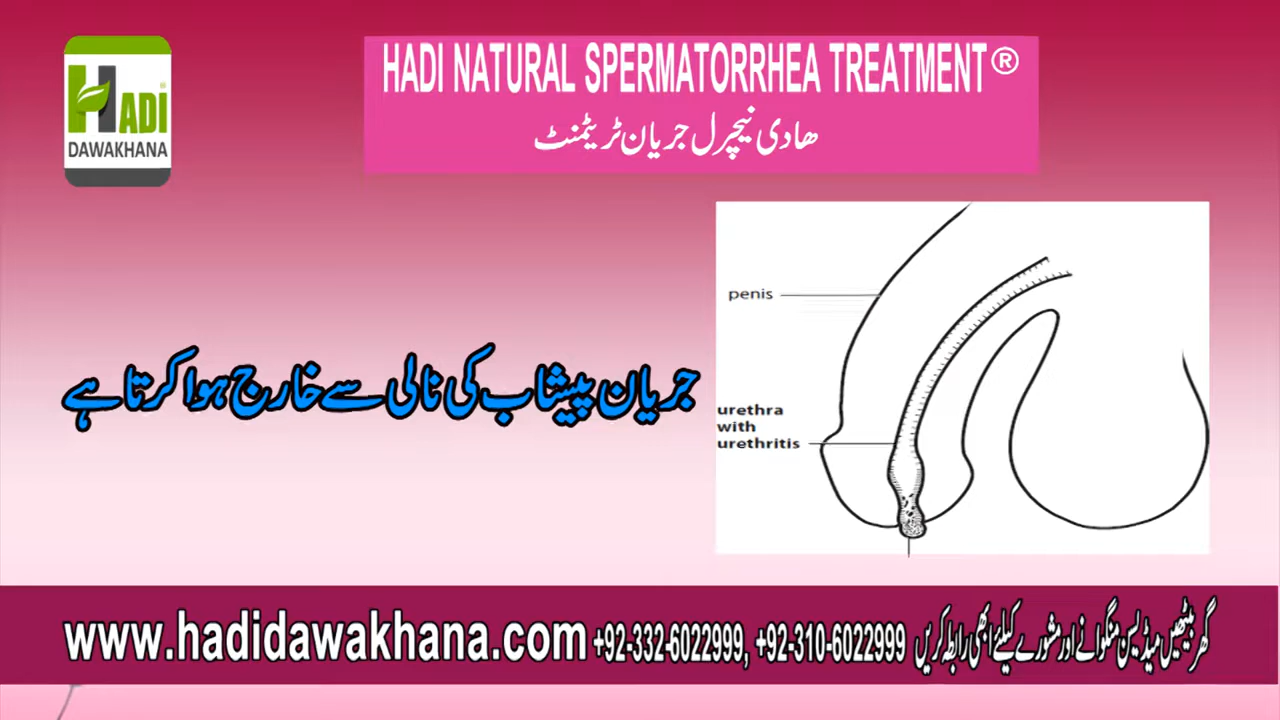 HADI
DAWAKHANA
HADI NATURAL SPERMATORRHEA TREATMENT®
ھادی نیچرل جریان ٹریٹمنٹ
penis
urethra
with
urethritis
جریان پیشاب کی نالی سے خارج ہوا کرتا ہے
www.hadidawakhana.com +92-332-6022999, +92-310-6022999 گھر بیٹھیں میڈیسن منگوانے اور مشورے کیلئے ابھی رابطہ کریں